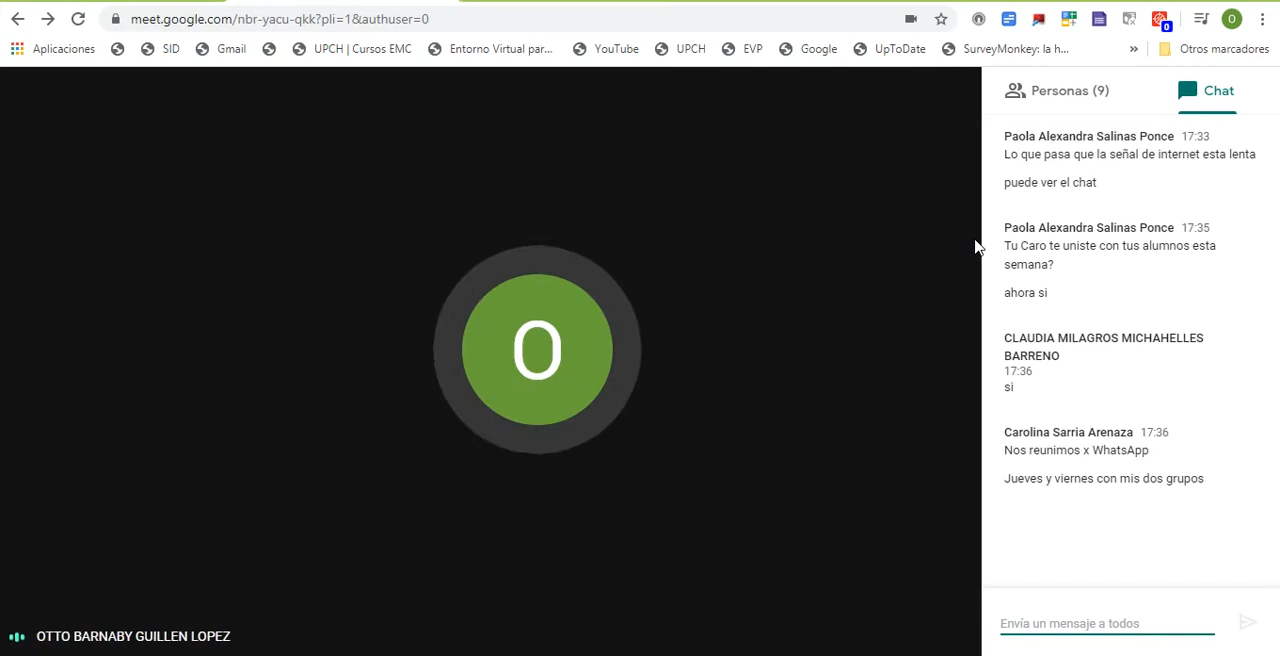 meet.google.com/nbr-yacu-qkk?pli=1&authuser=0
0
O
Aplicaciones
SID
Gmail
UPCH | Cursos EMC
Entorno Virtual par...
YouTube
UPCH
EVP
Google
UpToDate
SurveyMonkey: la h...
»
Otros marcadores
Personas (9)
Chat
Paola Alexandra Salinas Ponce 17:33
Lo que pasa que la señal de internet esta lenta
puede ver el chat
Paola Alexandra Salinas Ponce 17:35
Tu Caro te uniste con tus alumnos esta
semana?
ahora si
CLAUDIA MILAGROS MICHAHELLES
BARRENO
17:36
si
Carolina Sarria Arenaza 17:36
Nos reunimos x WhatsApp
Jueves y viernes con mis dos grupos
O
OTTO BARNABY GUILLEN LOPEZ
Envía un mensaje a todos